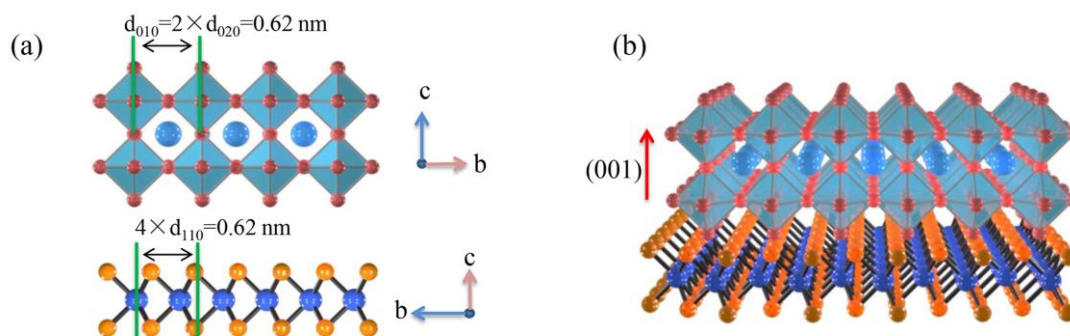 (a)
d₀₁₀=2×d₀₂₀=0.62 nm
c
b
4×d₁₁₀=0.62 nm
c
b
(b)
(001)